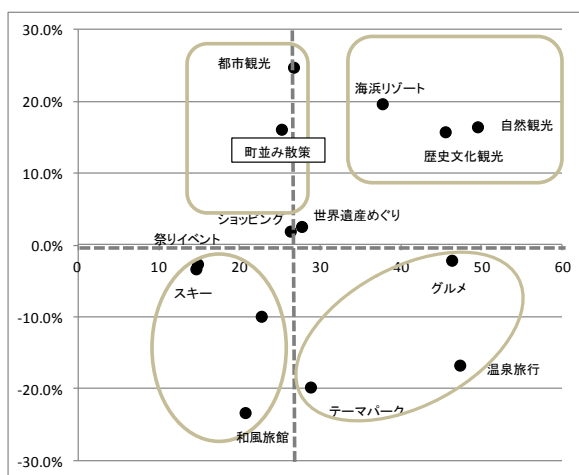 30.0%
都市観光
海浜リゾート
20.0%
自然観光
町並み散策
歴史文化観光
10.0%
ショッピング
世界遺産めぐり
祭りイベント
0.0%
0 10 20 30 40 50 60
スキー
グルメ
-10.0%
温泉旅行
-20.0%
テーマパーク
和風旅館
-30.0%